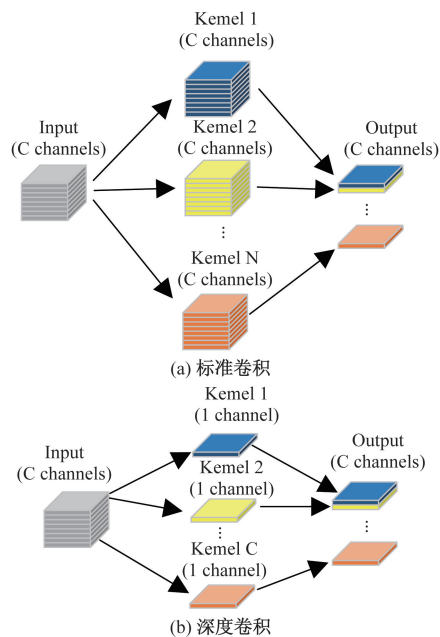 Kemel 1
(C channels)
Input
(C channels)
Kemel 2
(C channels)
Output
(C channels)
⋮
⋮
Kemel N
(C channels)
(a) 标准卷积
Kemel 1
(1 channel)
Input
(C channels)
Kemel 2
(1 channel)
Output
(C channels)
⋮
⋮
Kemel C
(1 channel)
(b) 深度卷积